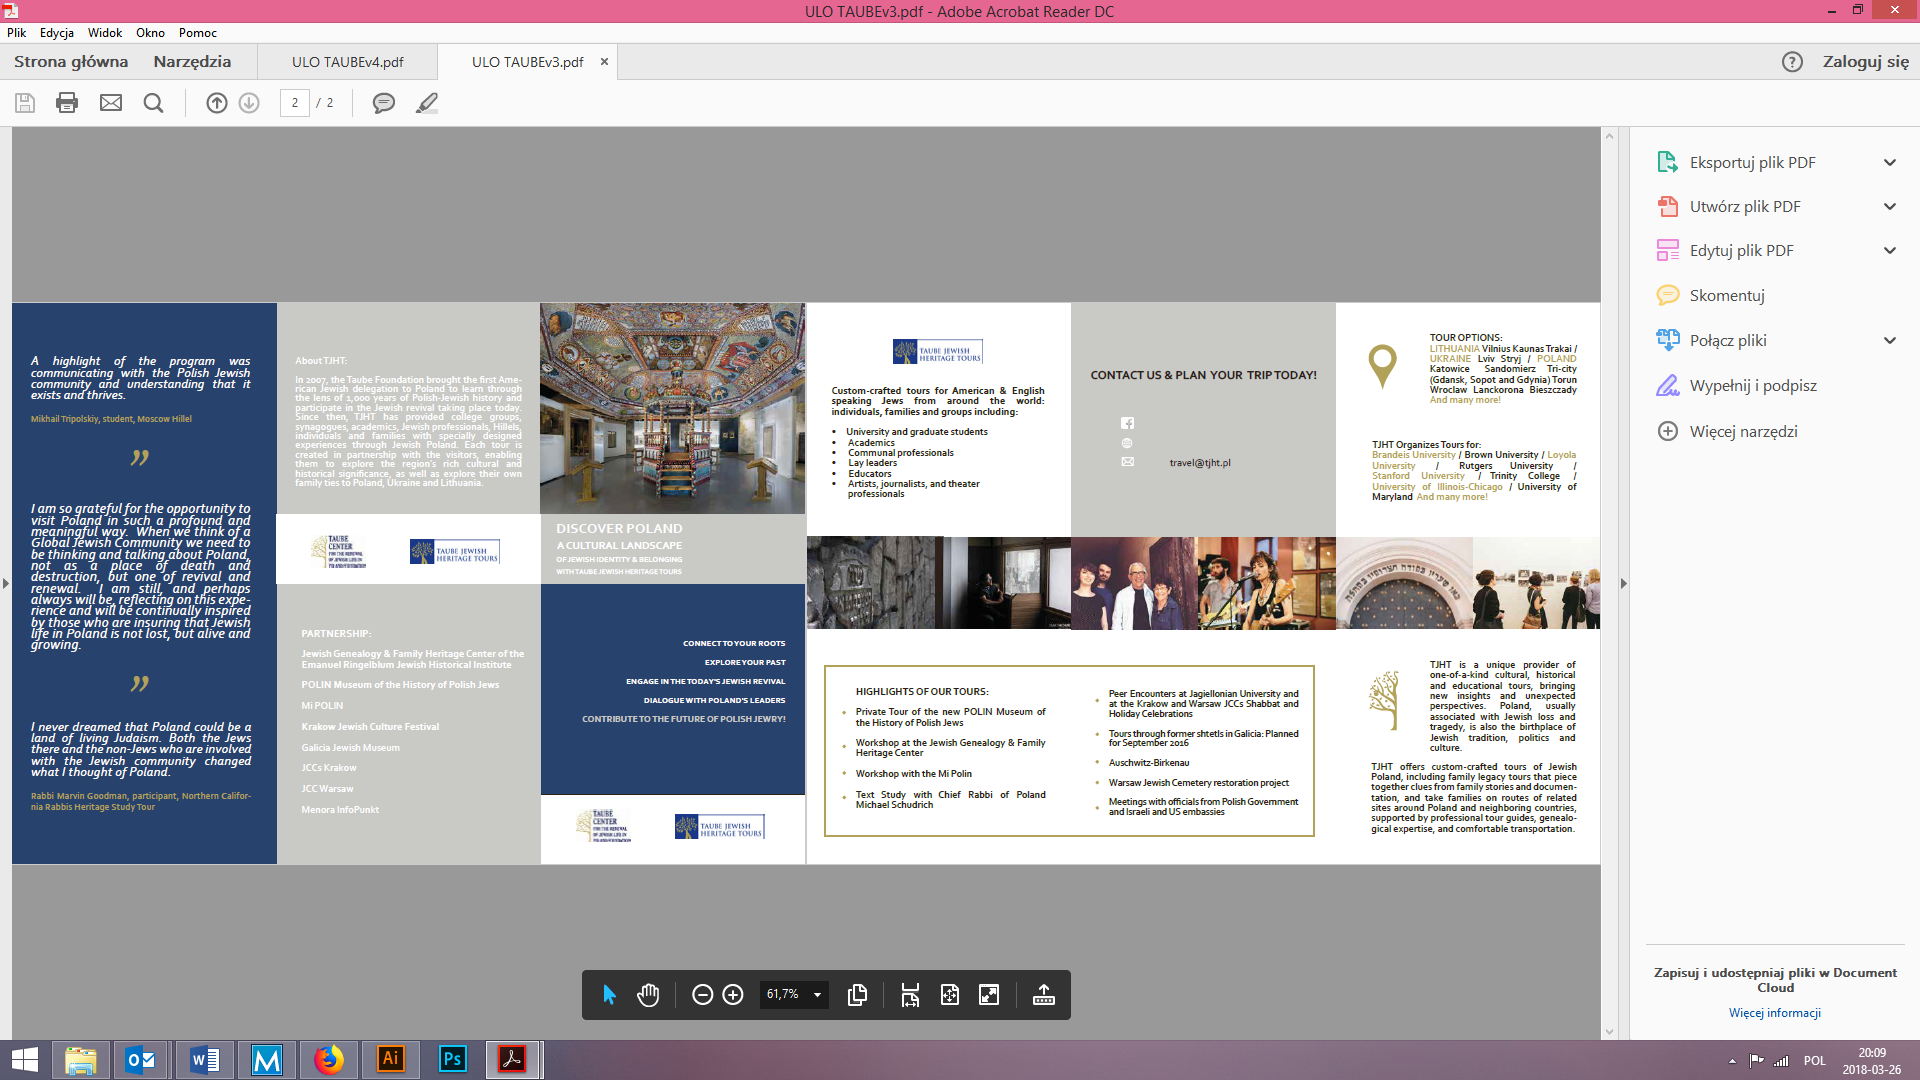 ULO TAUBEv3.pdf - Adobe Acrobat Reader DC
Plik Edycja Widok Okno Pomoc
Strona główna Narzędzia ULO TAUBEv4.pdf ULO TAUBEv3.pdf Zaloguj się
2 / 2
A highlight of the program was
communicating with the Polish Jewish
community and understanding that it
exists and thrives.
Mikhail Tripolskiy, student, Moscow Hillel
”
I am so grateful for the opportunity to
visit Poland in such a profound and
meaningful way. When we think of a
Global Jewish Community we need to
be thinking and talking about Poland,
not as a place of death and
destruction, but one of revival and
renewal. I am still, and perhaps
always will be, reflecting on this expe-
rience and will be continually inspired
by those who are insuring that Jewish
life in Poland is not lost, but alive and
growing.
”
I never dreamed that Poland could be a
land of living Judaism. Both the Jews
there and the non-Jews who are involved
with the Jewish community changed
what I thought of Poland.
Rabbi Marvin Goodman, participant, Northern Califor-
nia Rabbis Heritage Study Tour
About TJHT:
In 2007, the Taube Foundation brought the first Ame-
rican Jewish delegation to Poland to learn through
the lens of 1,000 years of Polish-Jewish history and
participate in the Jewish revival taking place today.
Since then, TJHT has provided college groups,
synagogues, academics, Jewish professionals, Hillels,
individuals and families with specially designed
experiences through Jewish Poland. Each tour is
created in partnership with the visitors, enabling
them to explore the region's rich cultural and
historical significance, as well as explore their own
family ties to Poland, Ukraine and Lithuania.
TAUBE
CENTER
FOR THE RENEWAL
OF JEWISH LIFE IN
POLAND FOUNDATION
TAUBE JEWISH
HERITAGE TOURS
PARTNERSHIP:
Jewish Genealogy & Family Heritage Center of the
Emanuel Ringelblum Jewish Historical Institute
POLIN Museum of the History of Polish Jews
Mi POLIN
Krakow Jewish Culture Festival
Galicia Jewish Museum
JCCs Krakow
JCC Warsaw
Menora InfoPunkt
DISCOVER POLAND
A CULTURAL LANDSCAPE
OF JEWISH IDENTITY & BELONGING
WITH TAUBE JEWISH HERITAGE TOURS
CONNECT TO YOUR ROOTS
EXPLORE YOUR PAST
ENGAGE IN THE TODAY'S JEWISH REVIVAL
DIALOGUE WITH POLAND'S LEADERS
CONTRIBUTE TO THE FUTURE OF POLISH JEWRY!
TAUBE
CENTER
FOR THE RENEWAL
OF JEWISH LIFE IN
POLAND FOUNDATION
TAUBE JEWISH
HERITAGE TOURS
TAUBE JEWISH
HERITAGE TOURS
Custom-crafted tours for American & English
speaking Jews from around the world:
individuals, families and groups including:
• University and graduate students
• Academics
• Communal professionals
• Lay leaders
• Educators
• Artists, journalists, and theater
professionals
CONTACT US & PLAN YOUR TRIP TODAY!
travel@tjht.pl
TOUR OPTIONS:
LITHUANIA Vilnius Kaunas Trakai /
UKRAINE Lviv Stryj / POLAND
Katowice Sandomierz Tri-city
(Gdansk, Sopot and Gdynia) Torun
Wroclaw Lanckorona Bieszczady
And many more!
TJHT Organizes Tours for:
Brandeis University / Brown University / Loyola
University / Rutgers University /
Stanford University / Trinity College /
University of Illinois-Chicago / University of
Maryland And many more!
HIGHLIGHTS OF OUR TOURS:
• Private Tour of the new POLIN Museum of
the History of Polish Jews
• Workshop at the Jewish Genealogy & Family
Heritage Center
• Workshop with the Mi Polin
• Text Study with Chief Rabbi of Poland
Michael Schudrich
• Peer Encounters at Jagiellonian University and
at the Krakow and Warsaw JCCs Shabbat and
Holiday Celebrations
• Tours through former shtetls in Galicia: Planned
for September 2016
• Auschwitz-Birkenau
• Warsaw Jewish Cemetery restoration project
• Meetings with officials from Polish Government
and Israeli and US embassies
TJHT is a unique provider of
one-of-a-kind cultural, historical
and educational tours, bringing
new insights and unexpected
perspectives. Poland, usually
associated with Jewish loss and
tragedy, is also the birthplace of
Jewish tradition, politics and
culture.
TJHT offers custom-crafted tours of Jewish
Poland, including family legacy tours that piece
together clues from family stories and documen-
tation, and take families on routes of related
sites around Poland and neighboring countries,
supported by professional tour guides, genealo-
gical expertise, and comfortable transportation.
Eksportuj plik PDF
Utwórz plik PDF
Edytuj plik PDF
Skomentuj
Połącz pliki
Wypełnij i podpisz
Więcej narzędzi
Zapisuj i udostępniaj pliki w Document
Cloud
Więcej informacji
61,7%
Ai Ps
POL
20:09
2018-03-26